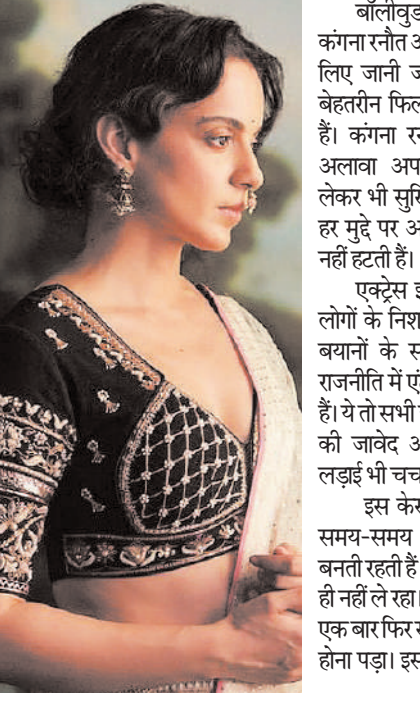 बॉलीवुड
कंगना रनौत अ
लिए जानी ज
बेहतरीन फिल
हैं। कंगना रन
अलावा अप
लेकर भी सुर्खि
हर मुद्दे पर अ
नहीं हटती हैं।
एक्ट्रेस इ
लोगों के निश
बयानों के स
राजनीति में एं
हैं। ये तो सभी
की जावेद अ
लड़ाई भी चच
इस केस
समय-समय
बनती रहती हैं
ही नहीं ले रहा।
एक बार फिर स
होना पड़ा। इस